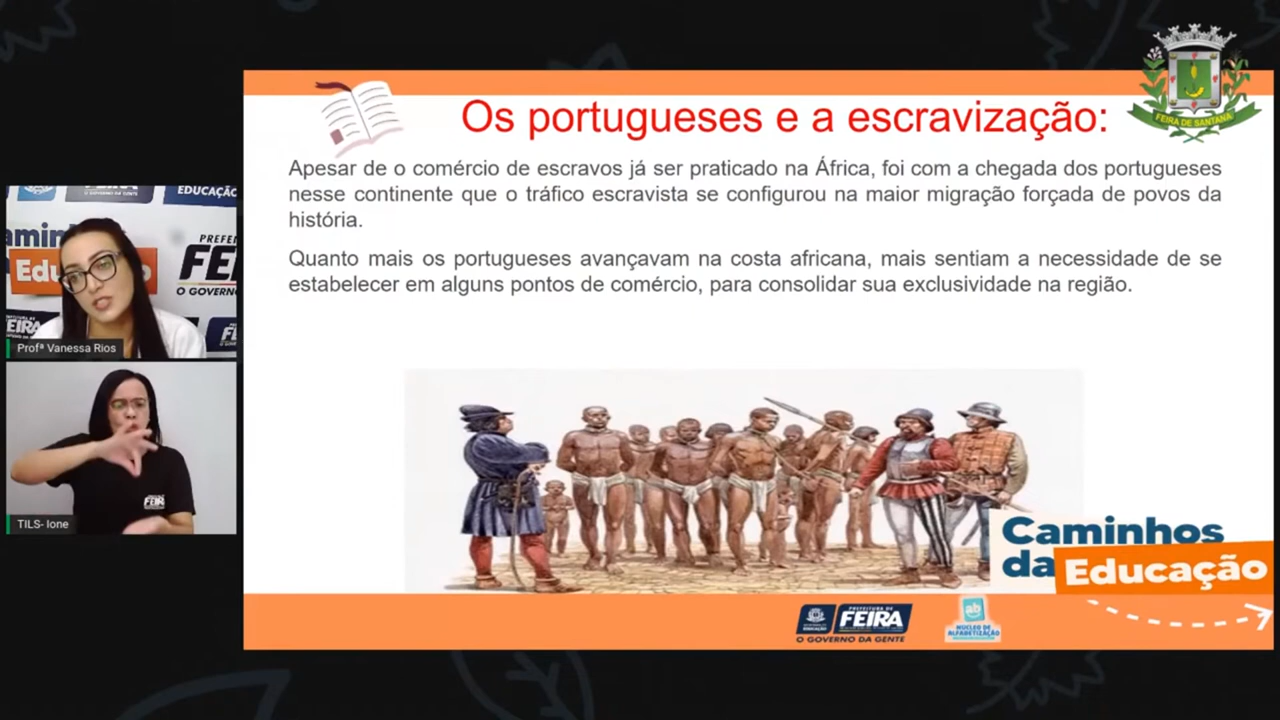 Os portugueses e a escravização:
Apesar de o comércio de escravos já ser praticado na África, foi com a chegada dos portugueses
nesse continente que o tráfico escravista se configurou na maior migração forçada de povos da
história.
Quanto mais os portugueses avançavam na costa africana, mais sentiam a necessidade de se
estabelecer em alguns pontos de comércio, para consolidar sua exclusividade na região.
FEIRA DE SANTANA
EDUCAÇÃO
PREFE
FEI
O GOVERN
Profª Vanessa Rios
FEIRA
TILS- Ione
Caminhos
da Educação
PREFEITURA DE
FEIRA
O GOVERNO DA GENTE
ab
NÚCLEO DE
ALFABETIZAÇÃO